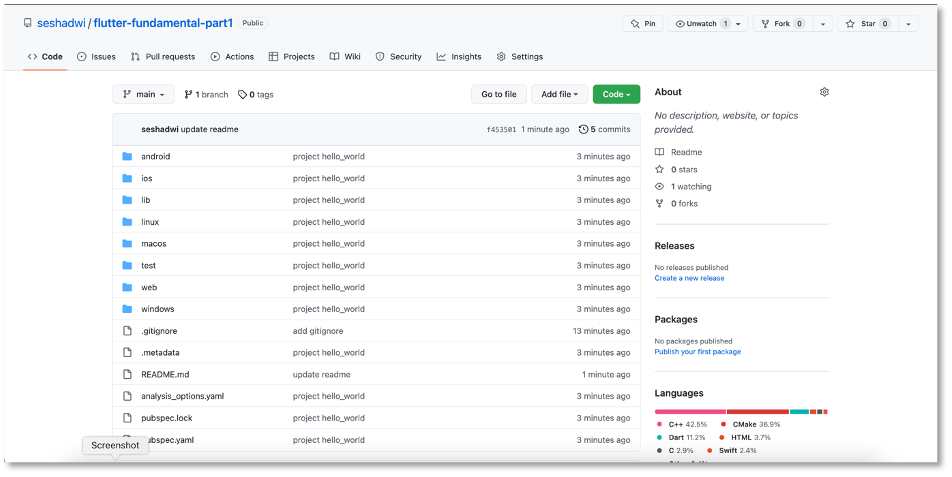 seshadwi / flutter-fundamental-part1 Public
Pin Unwatch 1 Fork 0 Star 0
Code Issues Pull requests Actions Projects Wiki Security Insights Settings
main 1 branch 0 tags Go to file Add file Code
seshadwi update readme f453501 1 minute ago 5 commits
android project hello_world 3 minutes ago
ios project hello_world 3 minutes ago
lib project hello_world 3 minutes ago
linux project hello_world 3 minutes ago
macos project hello_world 3 minutes ago
test project hello_world 3 minutes ago
web project hello_world 3 minutes ago
windows project hello_world 3 minutes ago
.gitignore add gitignore 13 minutes ago
.metadata project hello_world 3 minutes ago
README.md update readme 1 minute ago
analysis_options.yaml project hello_world 3 minutes ago
pubspec.lock project hello_world 3 minutes ago
pubspec.yaml project hello_world 3 minutes ago
Screenshot
About
No description, website, or topics
provided.
Readme
0 stars
1 watching
0 forks
Releases
No releases published
Create a new release
Packages
No packages published
Publish your first package
Languages
C++ 42.5% CMake 36.9%
Dart 11.2% HTML 3.7%
C 2.9% Swift 2.4%